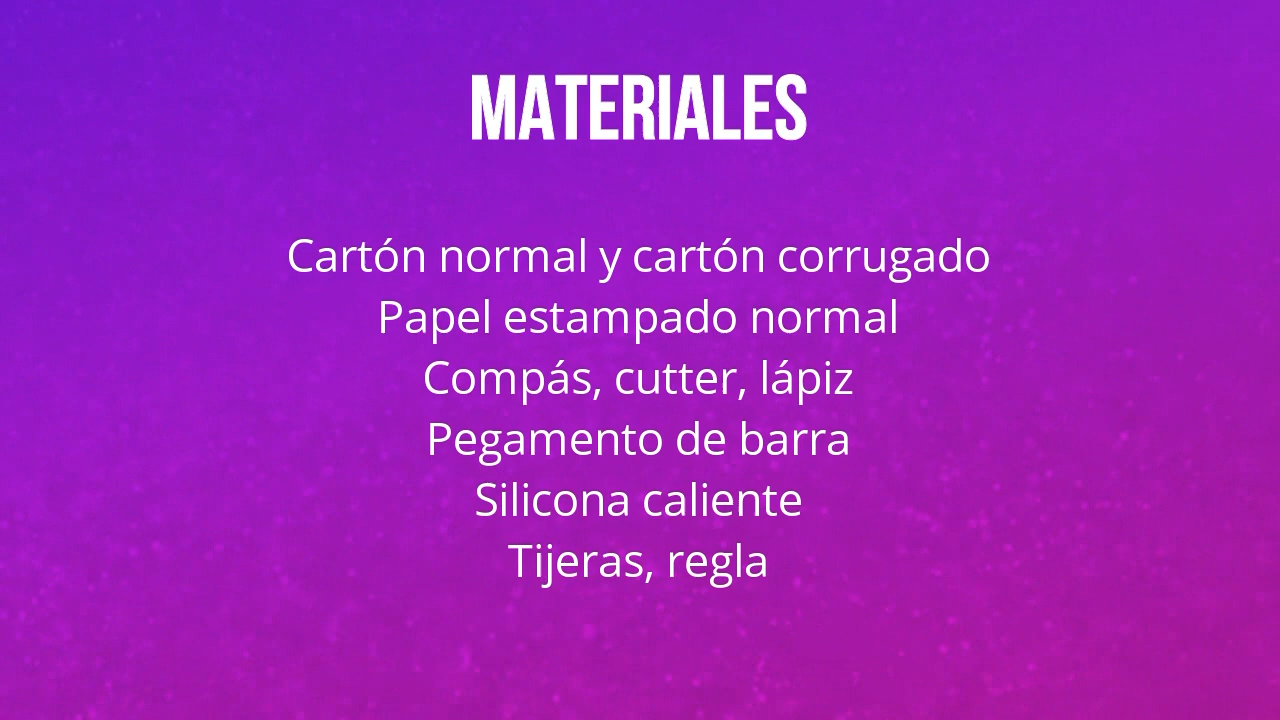 MATERIALES
Cartón normal y cartón corrugado
Papel estampado normal
Compás, cutter, lápiz
Pegamento de barra
Silicona caliente
Tijeras, regla